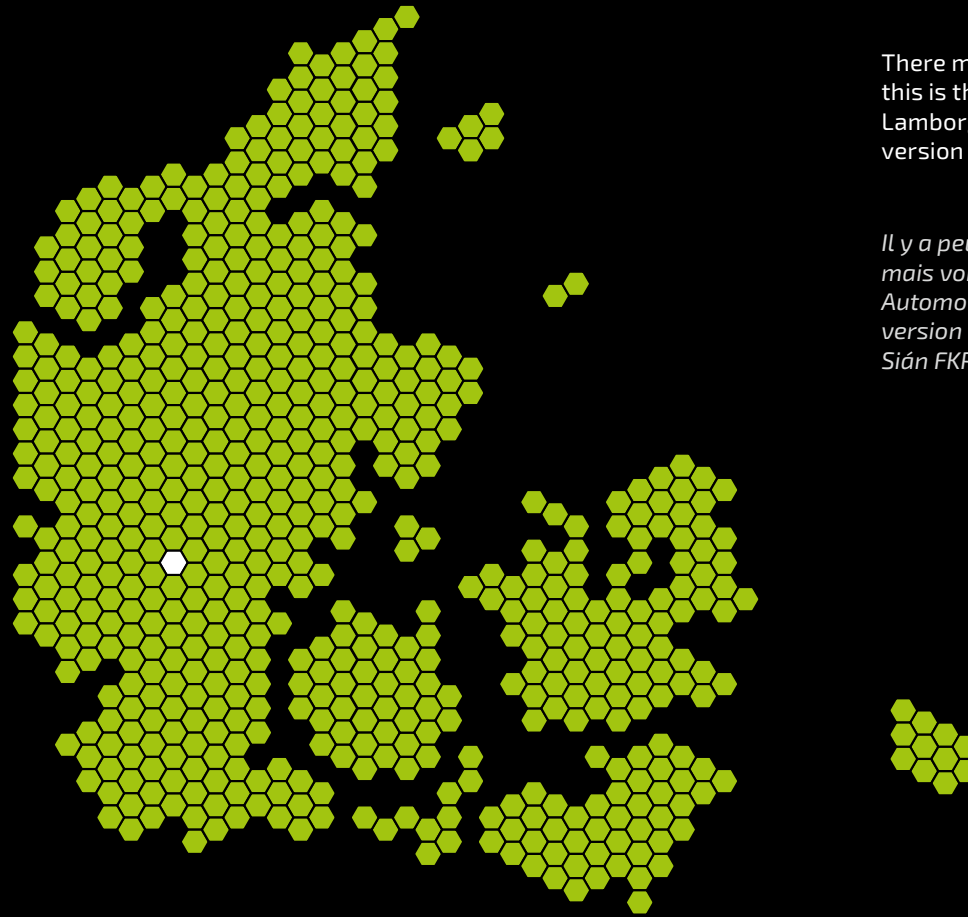 There m
this is th
Lambor
version
Il y a peu
mais voi
Automo
version
Sián FKP